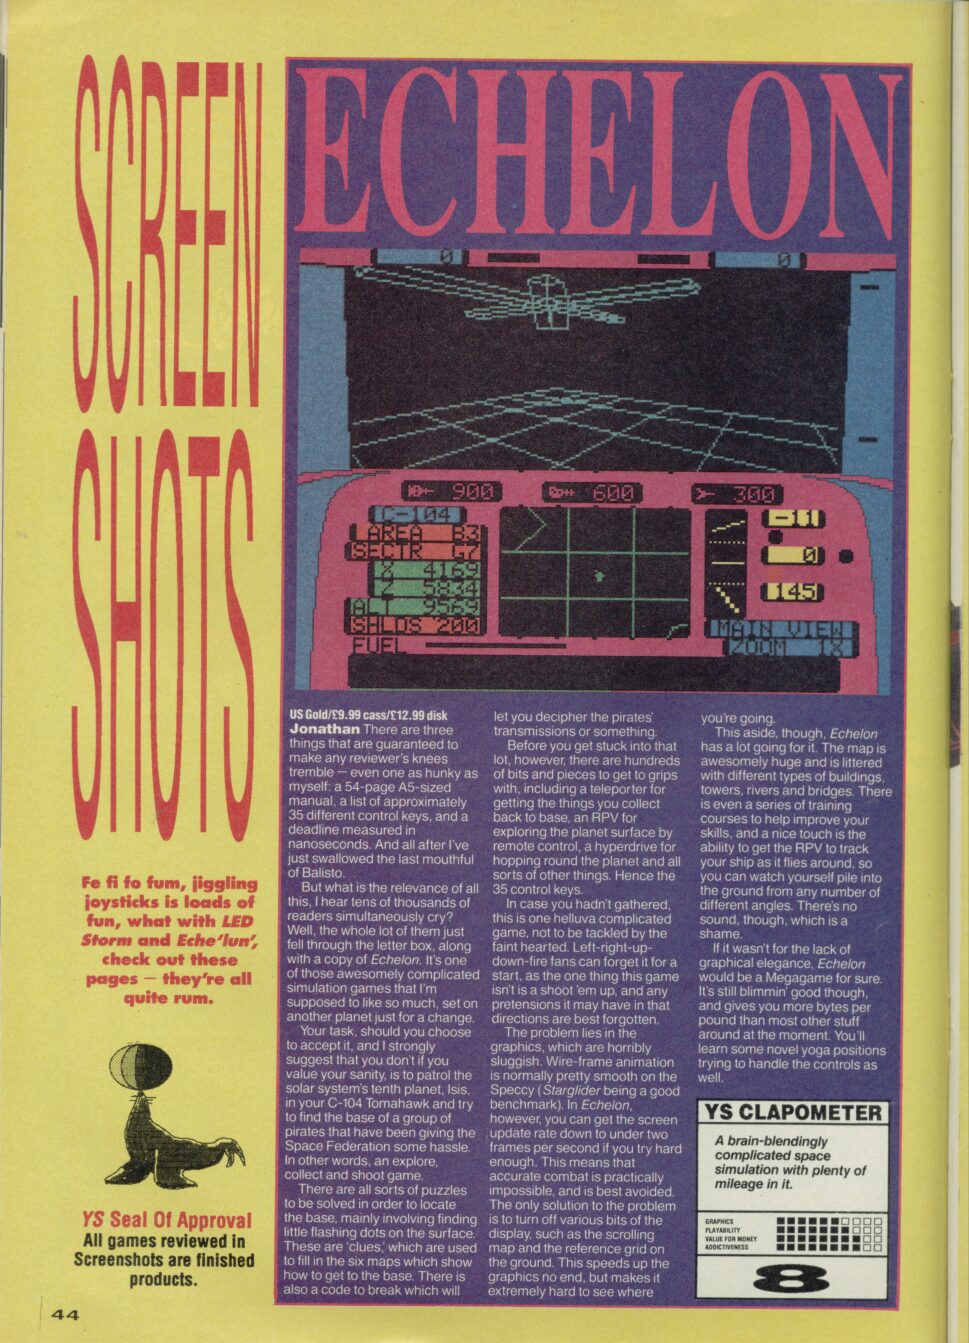 SCREEN
SHOTS
Fe fi fo fum, jiggling
joysticks is loads of
fun, what with LED
Storm and Eche'lun',
check out these
pages — they're all
quite rum.
YS Seal Of Approval
All games reviewed in
Screenshots are finished
products.
44
ECHELON
0
0
900
600
300
C-104
AREA B3
SECTR G7
X 4169
Z 5834
ALT 9569
SHLDS 200
FUEL
-11
0
145
MAIN VIEW
ZOOM 1X
US Gold/£9.99 cass/£12.99 disk
Jonathan There are three
things that are guaranteed to
make any reviewer's knees
tremble — even one as hunky as
myself: a 54-page A5-sized
manual, a list of approximately
35 different control keys, and a
deadline measured in
nanoseconds. And all after I've
just swallowed the last mouthful
of Balisto.
But what is the relevance of all
this, I hear tens of thousands of
readers simultaneously cry?
Well, the whole lot of them just
fell through the letter box, along
with a copy of Echelon. It's one
of those awesomely complicated
simulation games that I'm
supposed to like so much, set on
another planet just for a change.
Your task, should you choose
to accept it, and I strongly
suggest that you don't if you
value your sanity, is to patrol the
solar system's tenth planet, Isis,
in your C-104 Tomahawk and try
to find the base of a group of
pirates that have been giving the
Space Federation some hassle.
In other words, an explore,
collect and shoot game.
There are all sorts of puzzles
to be solved in order to locate
the base, mainly involving finding
little flashing dots on the surface.
These are 'clues,' which are used
to fill in the six maps which show
how to get to the base. There is
also a code to break which will
let you decipher the pirates'
transmissions or something.
Before you get stuck into that
lot, however, there are hundreds
of bits and pieces to get to grips
with, including a teleporter for
getting the things you collect
back to base, an RPV for
exploring the planet surface by
remote control, a hyperdrive for
hopping round the planet and all
sorts of other things. Hence the
35 control keys.
In case you hadn't gathered,
this is one helluva complicated
game, not to be tackled by the
faint hearted. Left-right-up-
down-fire fans can forget it for a
start, as the one thing this game
isn't is a shoot 'em up, and any
pretensions it may have in that
directions are best forgotten.
The problem lies in the
graphics, which are horribly
sluggish. Wire-frame animation
is normally pretty smooth on the
Speccy (Starglider being a good
benchmark). In Echelon,
however, you can get the screen
update rate down to under two
frames per second if you try hard
enough. This means that
accurate combat is practically
impossible, and is best avoided.
The only solution to the problem
is to turn off various bits of the
display, such as the scrolling
map and the reference grid on
the ground. This speeds up the
graphics no end, but makes it
extremely hard to see where
you're going.
This aside, though, Echelon
has a lot going for it. The map is
awesomely huge and is littered
with different types of buildings,
towers, rivers and bridges. There
is even a series of training
courses to help improve your
skills, and a nice touch is the
ability to get the RPV to track
your ship as it flies around, so
you can watch yourself pile into
the ground from any number of
different angles. There's no
sound, though, which is a
shame.
If it wasn't for the lack of
graphical elegance, Echelon
would be a Megagame for sure.
It's still blimmin' good though,
and gives you more bytes per
pound than most other stuff
around at the moment. You'll
learn some novel yoga positions
trying to handle the controls as
well.
YS CLAPOMETER
A brain-blendingly
complicated space
simulation with plenty of
mileage in it.
GRAPHICS
PLAYABILITY
VALUE FOR MONEY
ADDICTIVENESS
8